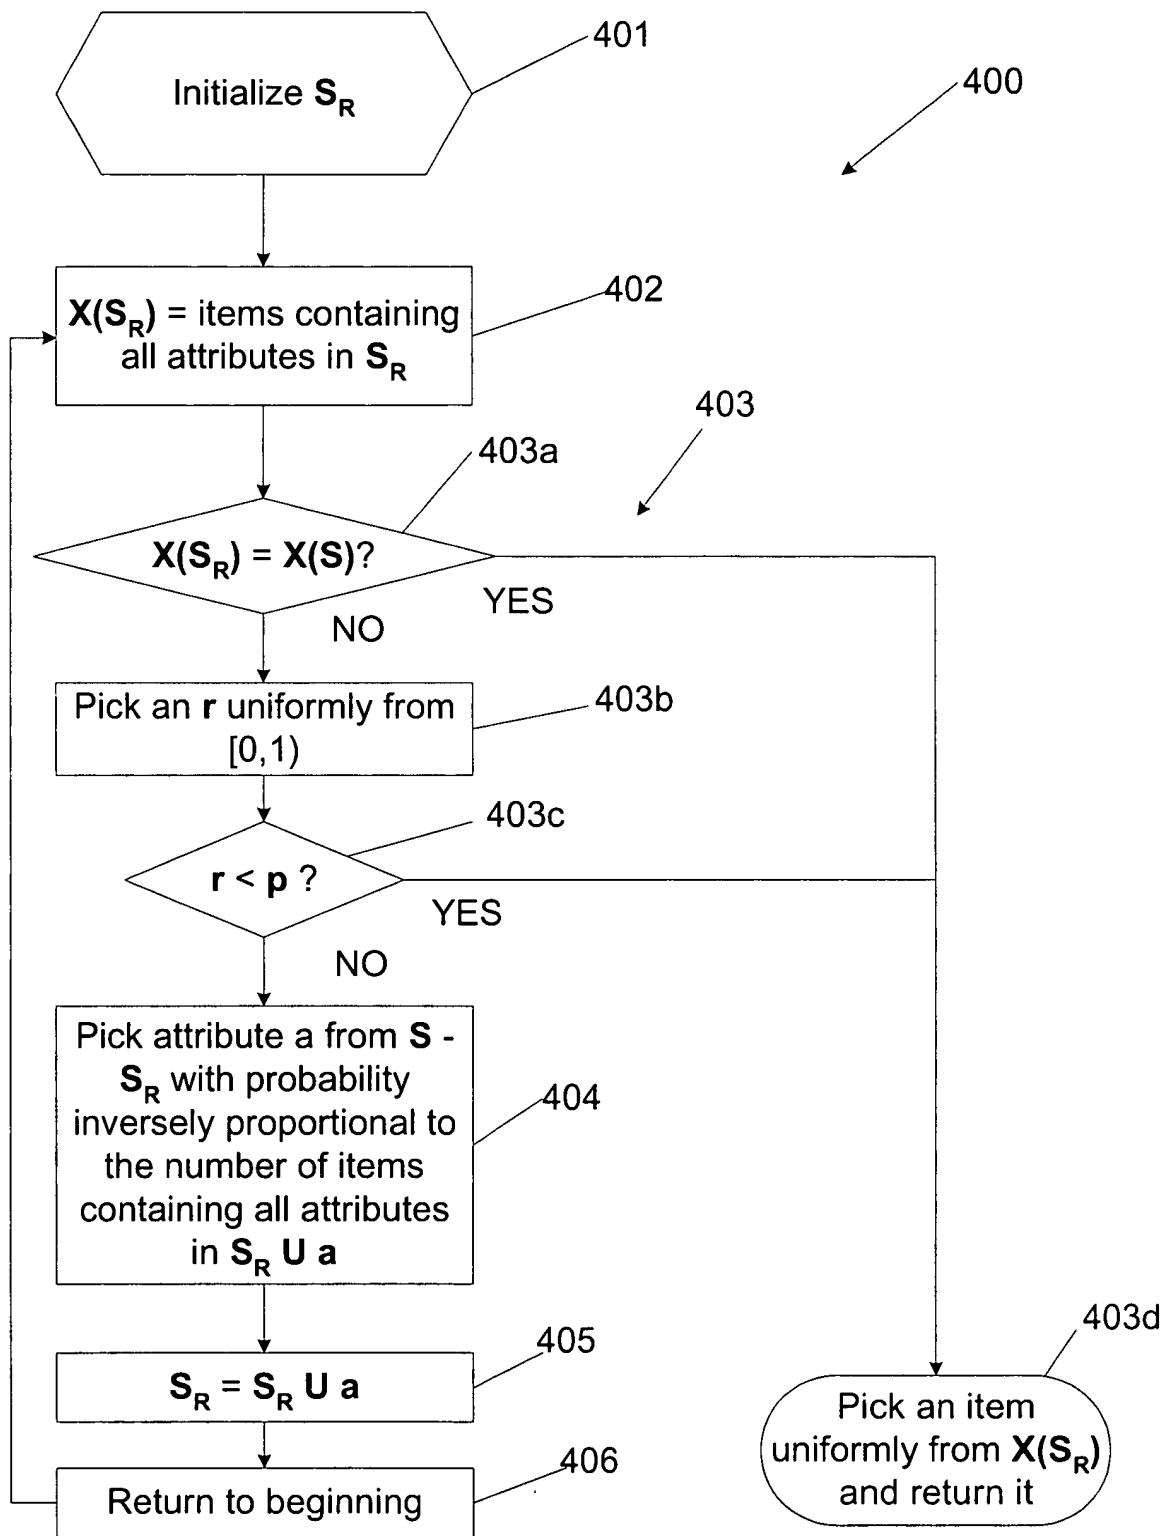 401
Initialize S_R
400
402
X(S_R) = items containing
all attributes in S_R
403
403a
X(S_R) = X(S)?
YES
NO
Pick an r uniformly from
[0,1)
403b
403c
r < p ?
YES
NO
Pick attribute a from S -
S_R with probability
inversely proportional to
the number of items
containing all attributes
in S_R U a
404
405
S_R = S_R U a
406
Return to beginning
403d
Pick an item
uniformly from X(S_R)
and return it